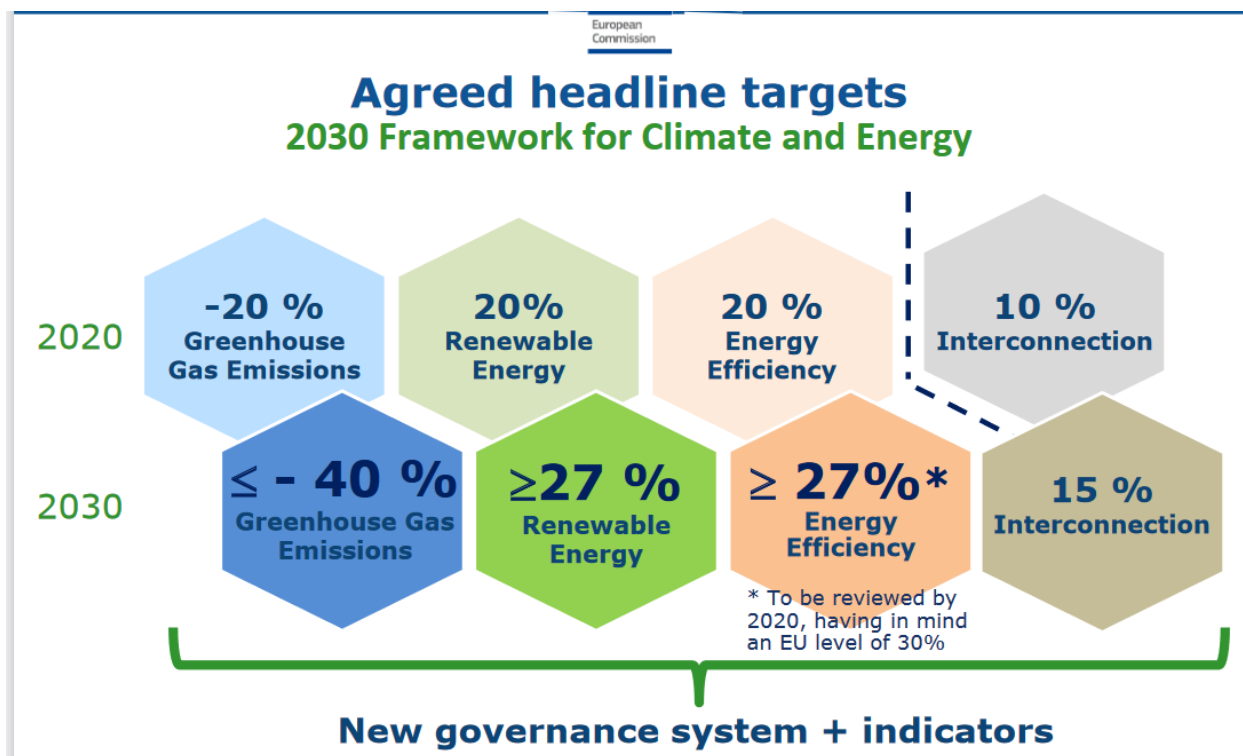 European
Commission
Agreed headline targets
2030 Framework for Climate and Energy
2020
-20 %
Greenhouse
Gas Emissions
20%
Renewable
Energy
20 %
Energy
Efficiency
10 %
Interconnection
2030
≤ - 40 %
Greenhouse Gas
Emissions
≥27 %
Renewable
Energy
≥ 27%*
Energy
Efficiency
* To be reviewed by
2020, having in mind
an EU level of 30%
15 %
Interconnection
New governance system + indicators